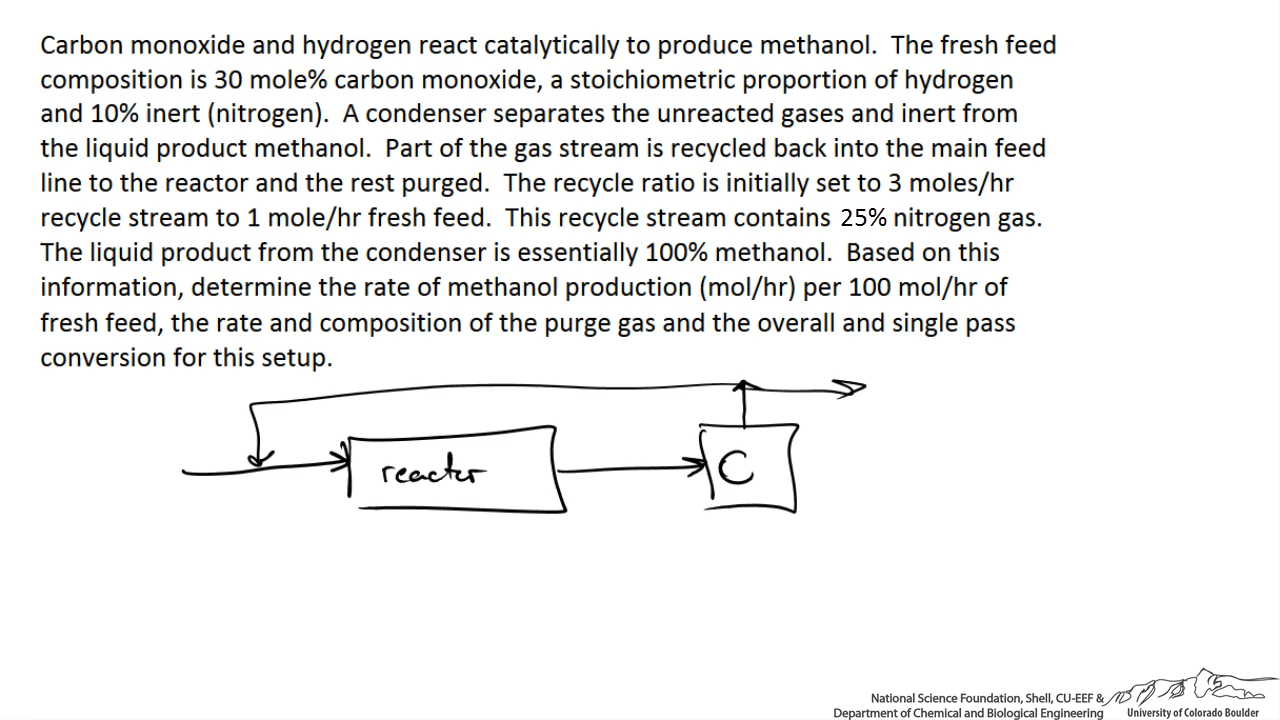 Carbon monoxide and hydrogen react catalytically to produce methanol.  The fresh feed
composition is 30 mole% carbon monoxide, a stoichiometric proportion of hydrogen
and 10% inert (nitrogen).  A condenser separates the unreacted gases and inert from
the liquid product methanol.  Part of the gas stream is recycled back into the main feed
line to the reactor and the rest purged.  The recycle ratio is initially set to 3 moles/hr
recycle stream to 1 mole/hr fresh feed.  This recycle stream contains 25% nitrogen gas.
The liquid product from the condenser is essentially 100% methanol.  Based on this
information, determine the rate of methanol production (mol/hr) per 100 mol/hr of
fresh feed, the rate and composition of the purge gas and the overall and single pass
conversion for this setup.
reactor
C
National Science Foundation, Shell, CU-EEF &
Department of Chemical and Biological Engineering
University of Colorado Boulder